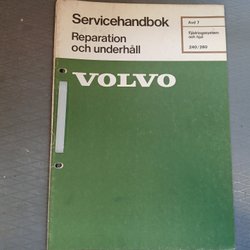 Servicehandbok
Reparation
och underhåll
Avd 7
Fjädringssystem
och hjul
240/260
VOLVO